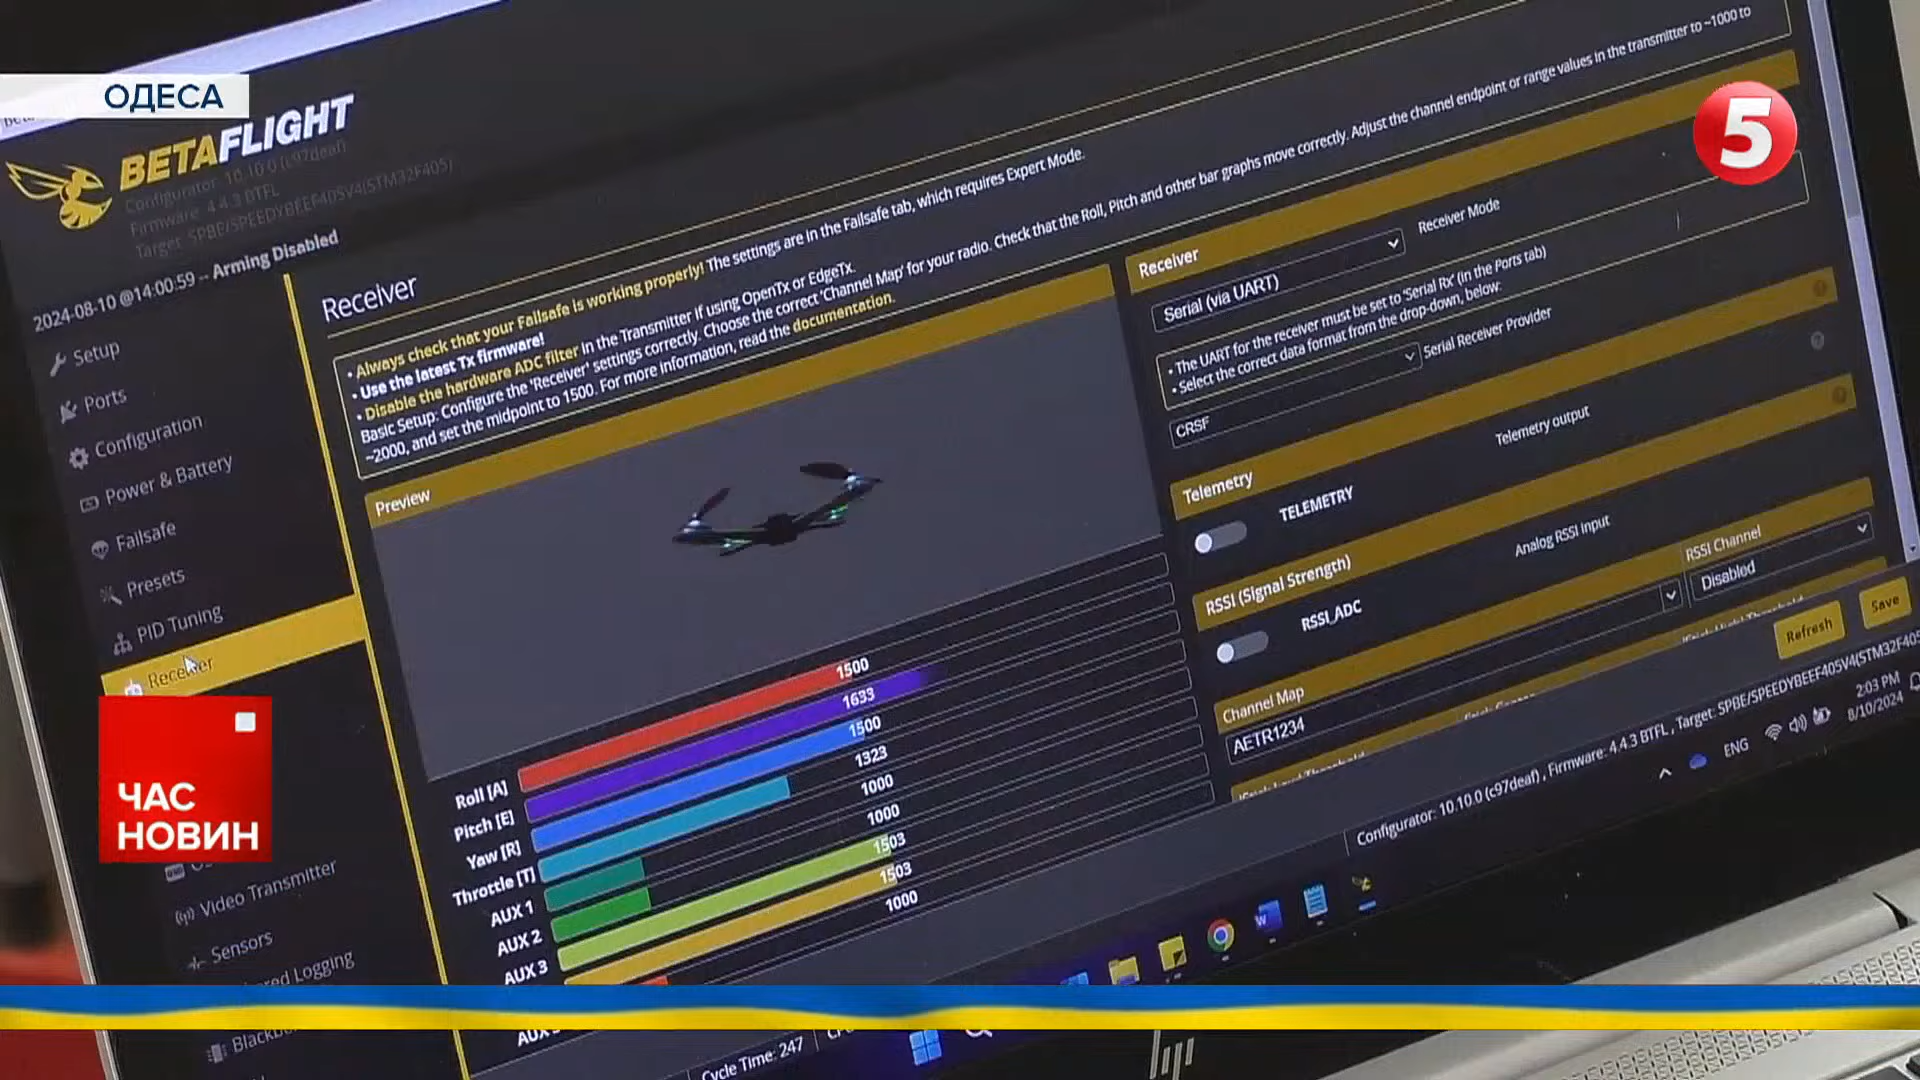 ОДЕСА
5
BETAFLIGHT
Configurator: 10.10.0 (c97deaf)
Firmware: 4.4.3 BTFL
Target: SPBE/SPEEDYBEEF405V4(STM32F405)
2024-08-10 @14:00:59 -- Arming Disabled
Setup
Ports
Configuration
Power & Battery
Failsafe
Presets
PID Tuning
Receiver
ЧАС
НОВИН
Video Transmitter
Sensors
Logging
Receiver
• Always check that your Failsafe is working properly! The settings are in the Failsafe tab, which requires Expert Mode.
• Use the latest Tx firmware!
• Disable the hardware ADC filter in the Transmitter if using OpenTx or EdgeTx.
Basic Setup: Configure the 'Receiver' settings correctly. Choose the correct 'Channel Map' for your radio. Check that the Roll, Pitch and other bar graphs move correctly. Adjust the channel endpoint or range values in the transmitter to ~1000 to
~2000, and set the midpoint to 1500. For more information, read the documentation.
Preview
Roll [A] 1500
Pitch [E] 1633
Yaw [R] 1500
Throttle [T] 1323
AUX 1 1000
AUX 2 1000
AUX 3 1503
1503
1000
Receiver
Serial (via UART) Receiver Mode
• The UART for the receiver must be set to 'Serial Rx' (in the Ports tab)
• Select the correct data format from the drop-down, below:
CRSF Serial Receiver Provider
Telemetry
TELEMETRY Telemetry output
RSSI (Signal Strength)
RSSI_ADC Analog RSSI input
Channel Map RSSI Channel
AETR1234 Disabled
Refresh Save
Configurator: 10.10.0 (c97deaf), Firmware: 4.4.3 BTFL, Target: SPBE/SPEEDYBEEF405V4(STM32F405
ENG
2:03 PM
8/10/2024
Cycle Time: 247
hp